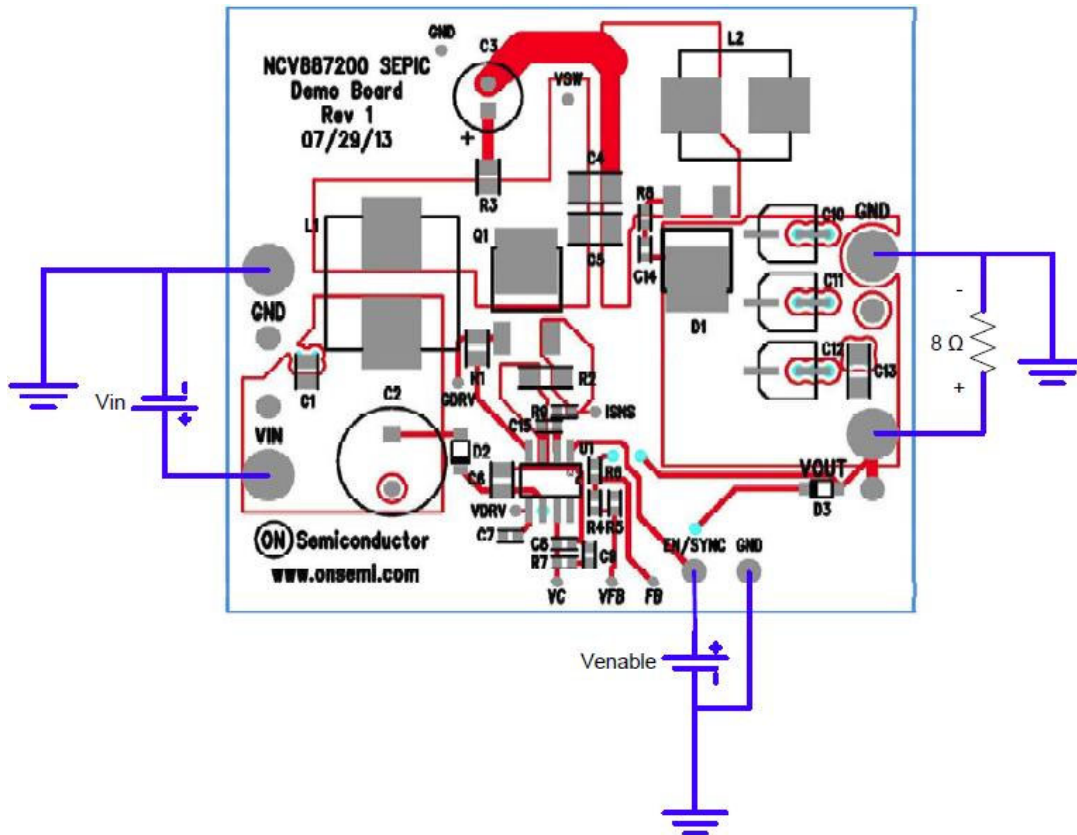 GND
C3
L2
NCV887200 SEPIC
Demo Board
Rev 1
07/29/13
VSW
+
C4
R3
R8
C10
GND
L1
Q1
C5
C14
C11
-
8 Ω
+
GND
D1
C12
C13
C1
N1
R2
Vin
GDRV
C2
R9
ISNS
C15
VIN
D2
U1
R6
VOUT
C6
D3
VDRV
R4
R5
ON Semiconductor
C7
C8
EN/SYNC
GND
R7
C9
www.onsemi.com
VC
VFB
FB
Venable